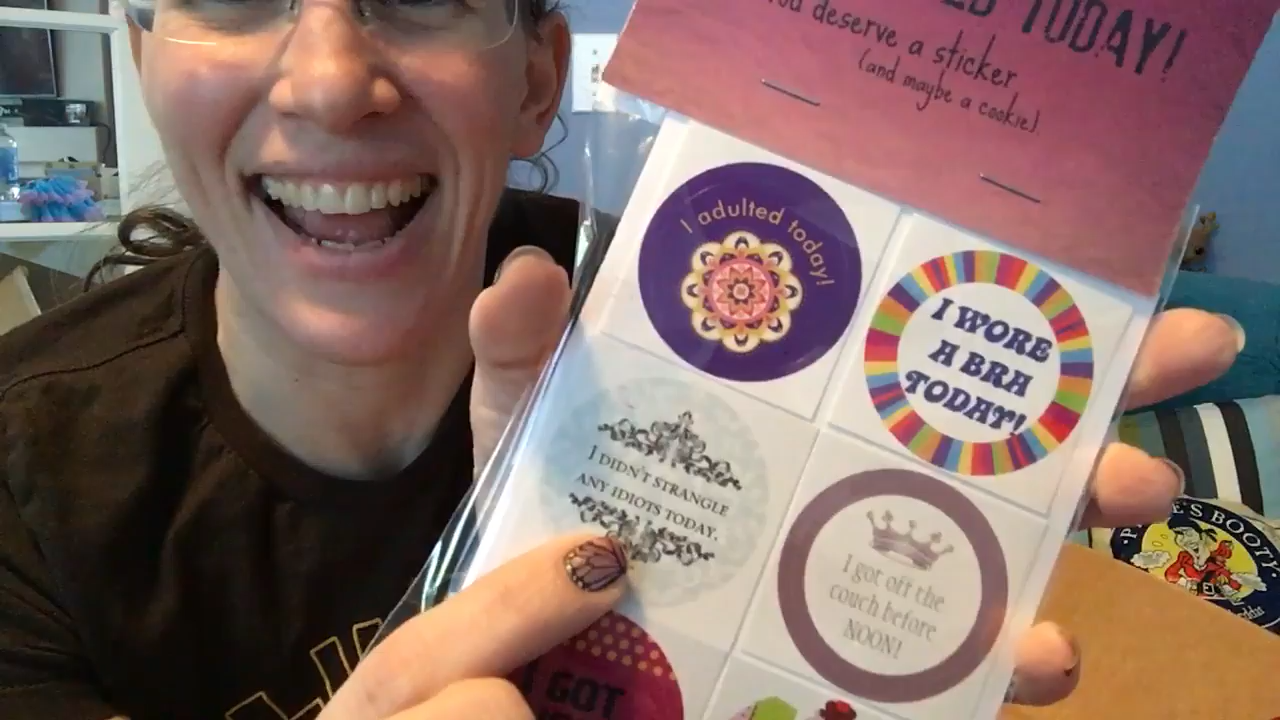 TODAY!
you deserve a sticker
(and maybe a cookie).
I adulted today!
I WORE
A BRA
TODAY!
I DIDN'T STRANGLE
ANY IDIOTS TODAY.
I got off the
couch before
NOON!
I GOT
BOOTY